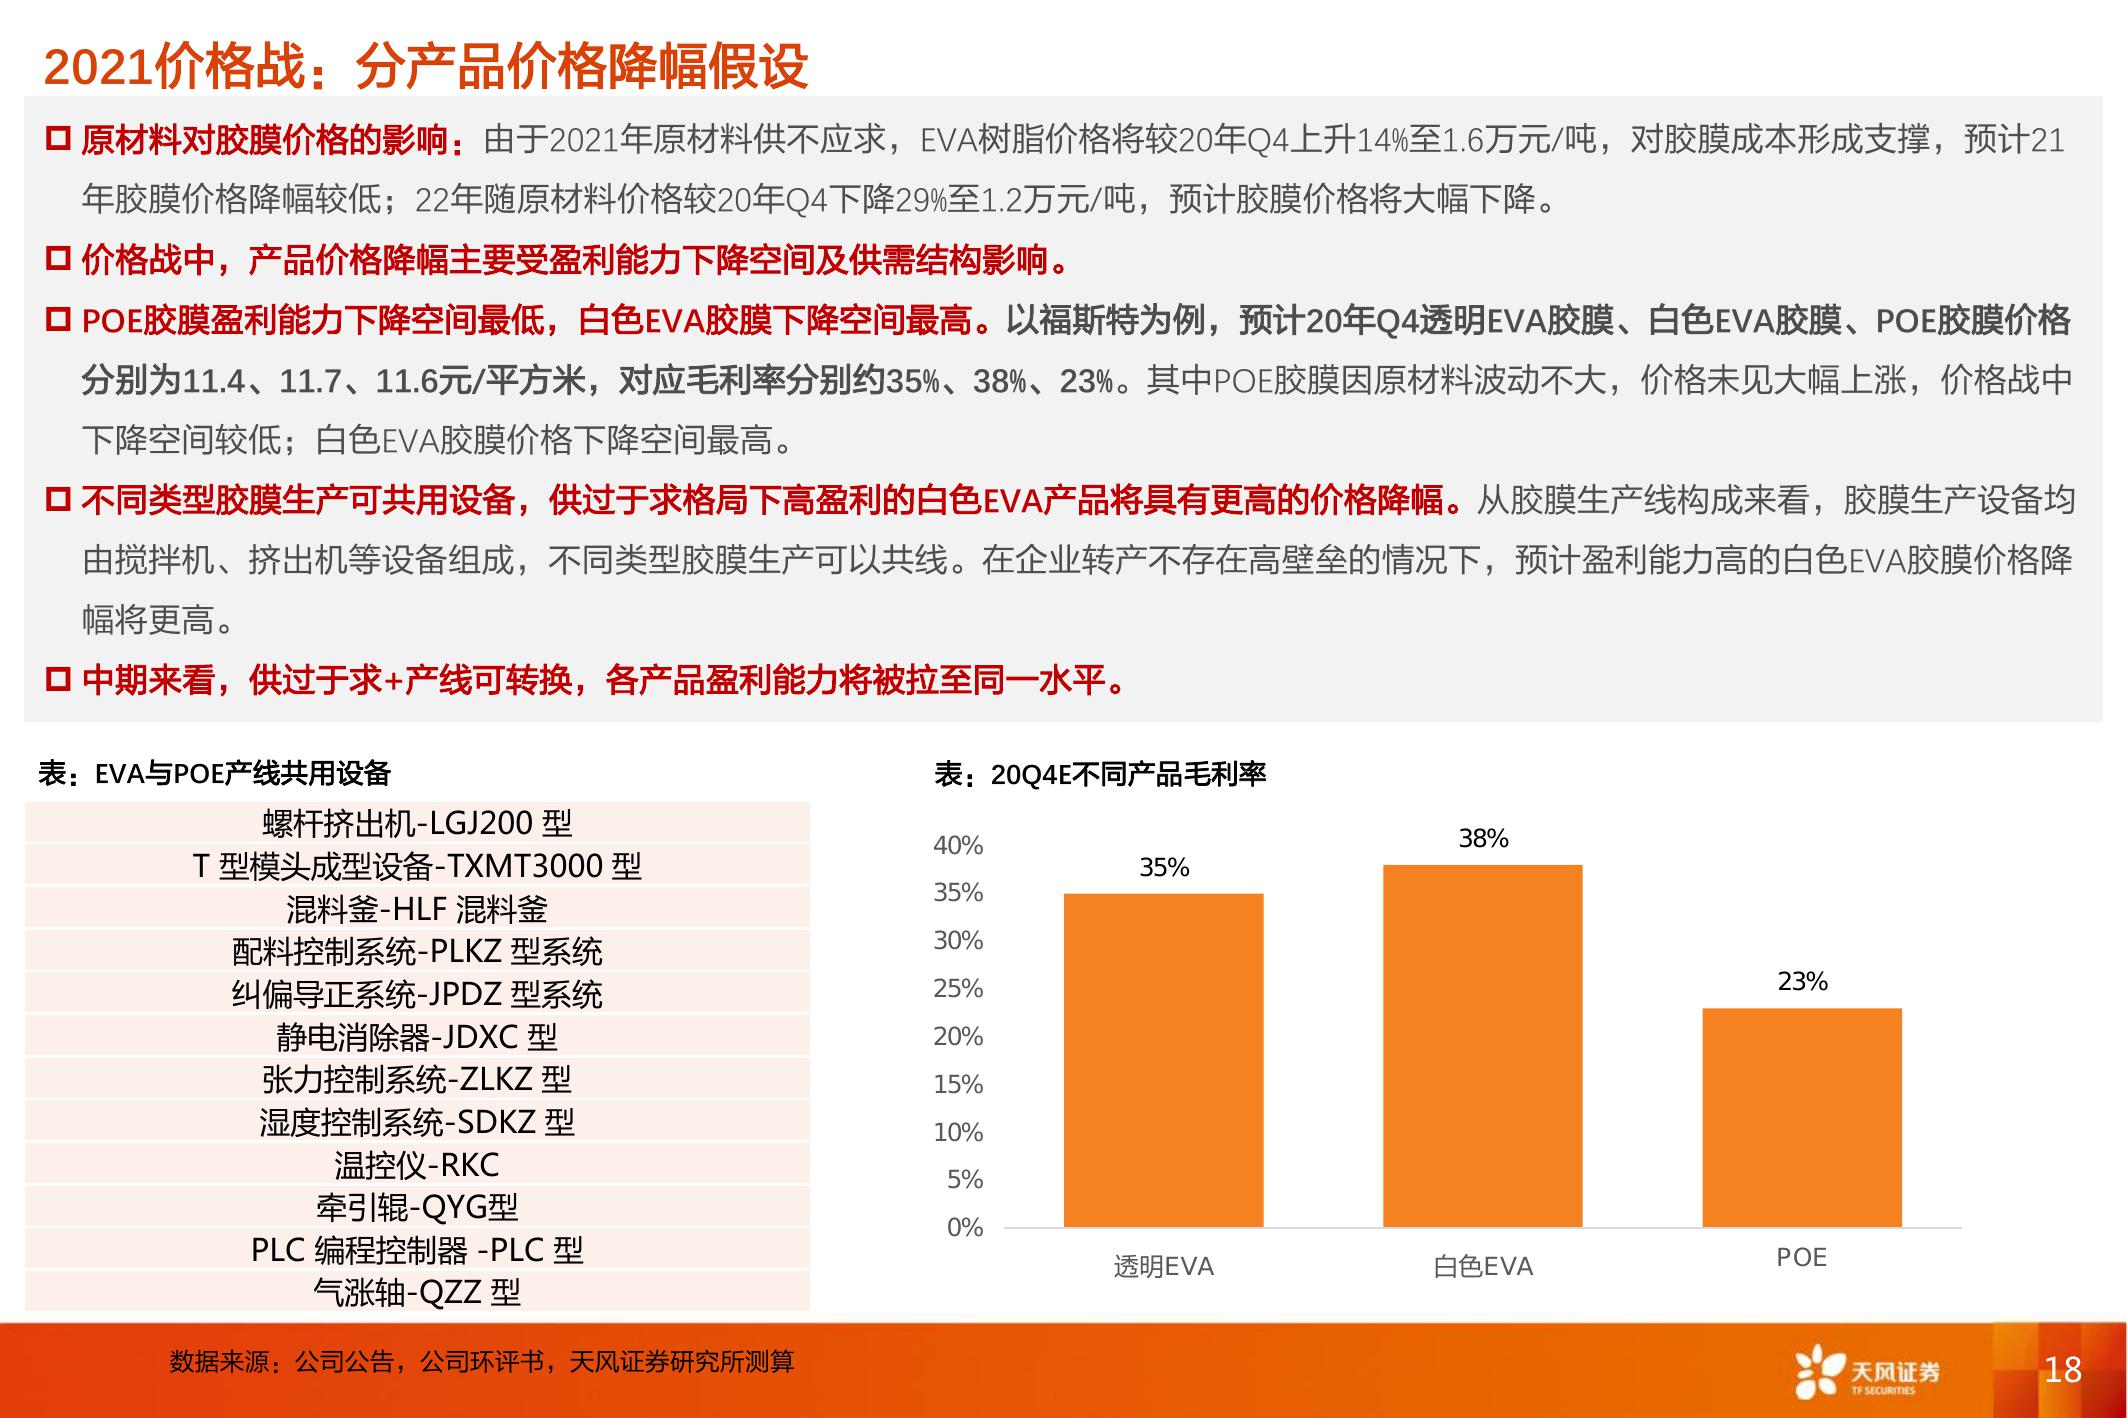 2021价格战：分产品价格降幅假设
原材料对胶膜价格的影响：由于2021年原材料供不应求，EVA树脂价格将较20年Q4上升14%至1.6万元/吨，对胶膜成本形成支撑，预计21
年胶膜价格降幅较低；22年随原材料价格较20年Q4下降29%至1.2万元/吨，预计胶膜价格将大幅下降。
价格战中，产品价格降幅主要受盈利能力下降空间及供需结构影响。
POE胶膜盈利能力下降空间最低，白色EVA胶膜下降空间最高。以福斯特为例，预计20年Q4透明EVA胶膜、白色EVA胶膜、POE胶膜价格
分别为11.4、11.7、11.6元/平方米，对应毛利率分别约35%、38%、23%。其中POE胶膜因原材料波动不大，价格未见大幅上涨，价格战中
下降空间较低；白色EVA胶膜价格下降空间最高。
不同类型胶膜生产可共用设备，供过于求格局下高盈利的白色EVA产品将具有更高的价格降幅。从胶膜生产线构成来看，胶膜生产设备均
由搅拌机、挤出机等设备组成，不同类型胶膜生产可以共线。在企业转产不存在高壁垒的情况下，预计盈利能力高的白色EVA胶膜价格降
幅将更高。
中期来看，供过于求+产线可转换，各产品盈利能力将被拉至同一水平。
表：EVA与POE产线共用设备
螺杆挤出机-LGJ200 型
T 型模头成型设备-TXMT3000 型
混料釜-HLF 混料釜
配料控制系统-PLKZ 型系统
纠偏导正系统-JPDZ 型系统
静电消除器-JDXC 型
张力控制系统-ZLKZ 型
湿度控制系统-SDKZ 型
温控仪-RKC
牵引辊-QYG型
PLC 编程控制器 -PLC 型
气涨轴-QZZ 型
表：20Q4E不同产品毛利率
40%
35%
30%
25%
20%
15%
10%
5%
0%
35%
38%
23%
透明EVA
白色EVA
POE
数据来源：公司公告，公司环评书，天风证券研究所测算
天风证券
TF SECURITIES
18